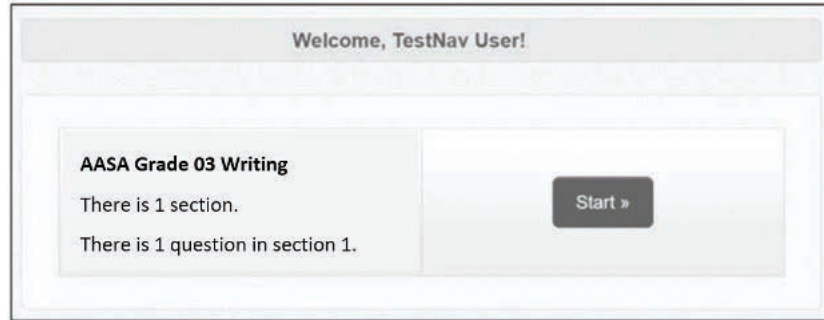 Welcome, TestNav User!
AASA Grade 03 Writing
There is 1 section.
Start »
There is 1 question in section 1.